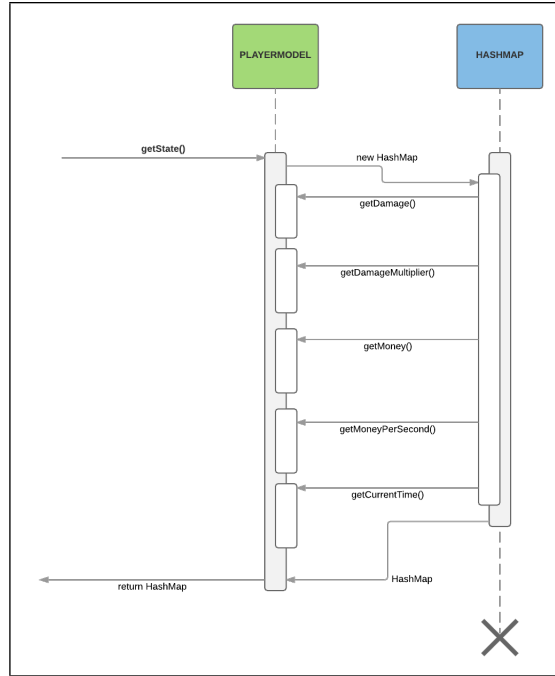 PLAYERMODEL
HASHMAP
getState()
new HashMap
getDamage()
getDamageMultiplier()
getMoney()
getMoneyPerSecond()
getCurrentTime()
HashMap
return HashMap